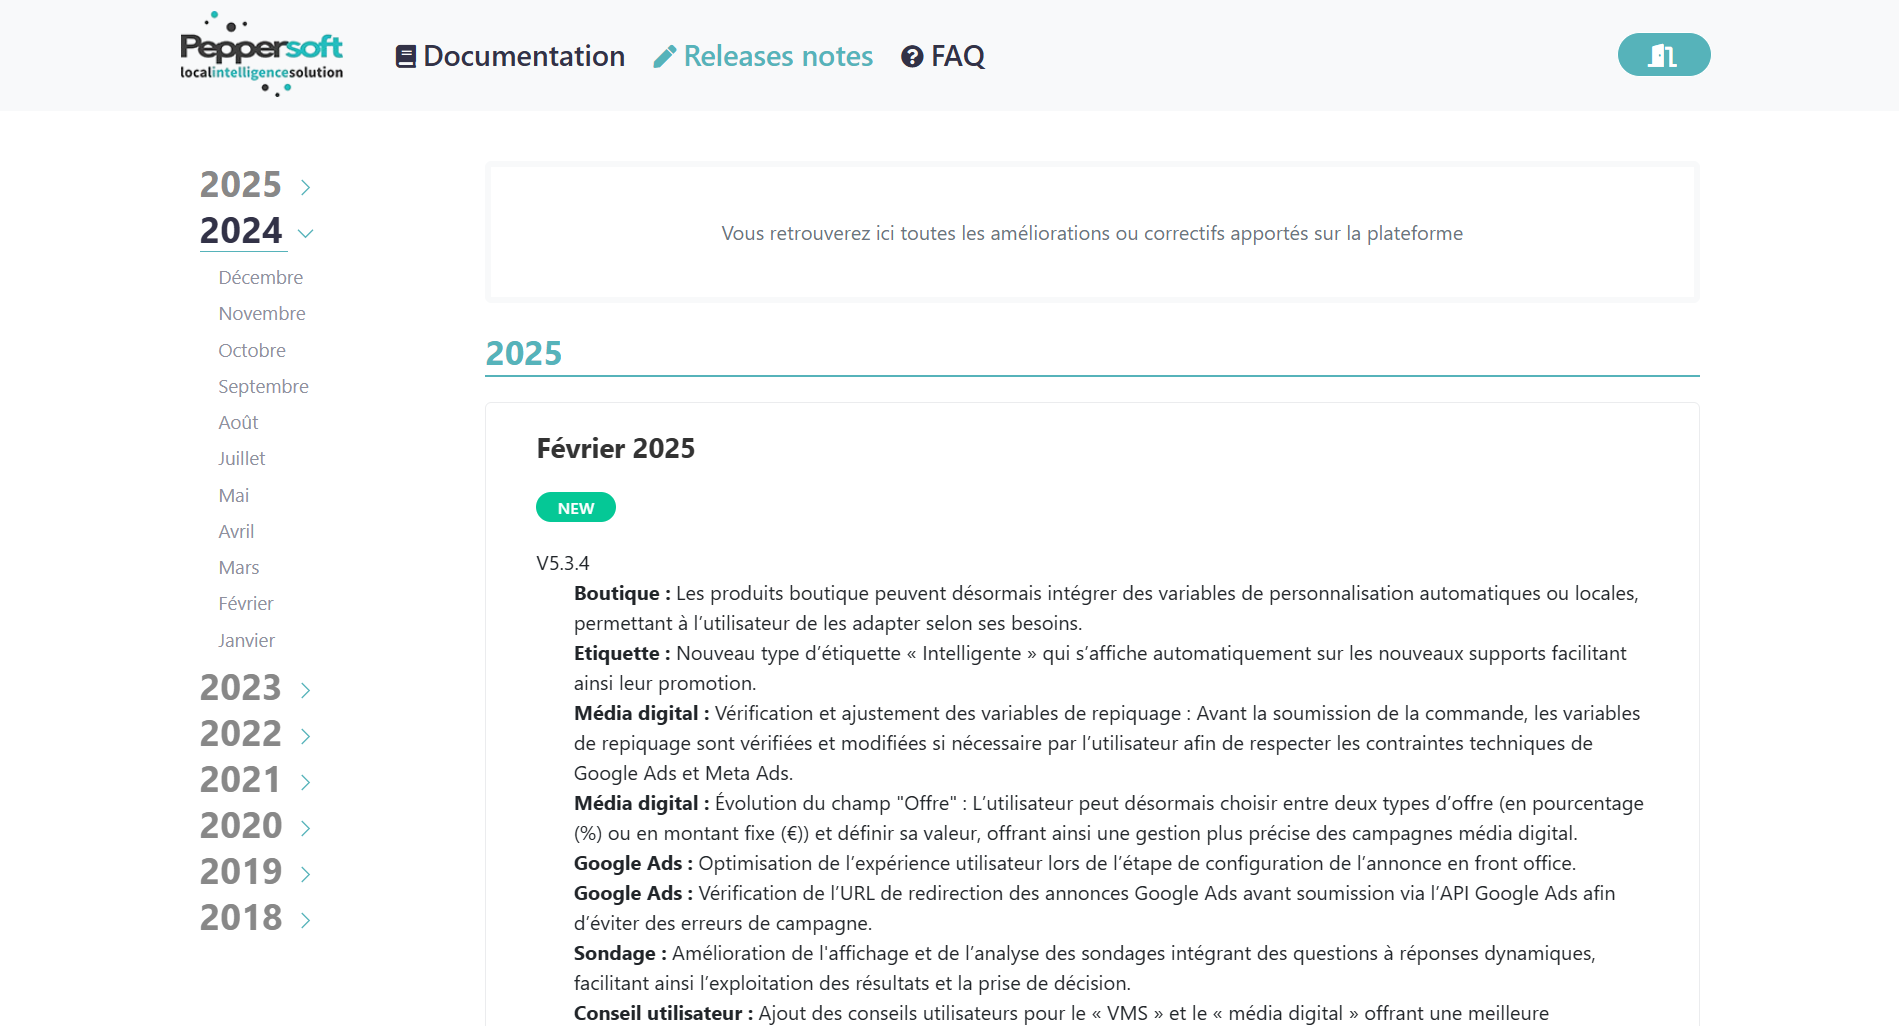 Peppersoft
localintelligencesolution
Documentation
Releases notes
FAQ
2025
2024
Décembre
Novembre
Octobre
Septembre
Août
Juillet
Mai
Avril
Mars
Février
Janvier
2023
2022
2021
2020
2019
2018
Vous retrouverez ici toutes les améliorations ou correctifs apportés sur la plateforme
2025
Février 2025
NEW
V5.3.4
Boutique : Les produits boutique peuvent désormais intégrer des variables de personnalisation automatiques ou locales,
permettant à l’utilisateur de les adapter selon ses besoins.
Etiquette : Nouveau type d’étiquette « Intelligente » qui s’affiche automatiquement sur les nouveaux supports facilitant
ainsi leur promotion.
Média digital : Vérification et ajustement des variables de repiquage : Avant la soumission de la commande, les variables
de repiquage sont vérifiées et modifiées si nécessaire par l’utilisateur afin de respecter les contraintes techniques de
Google Ads et Meta Ads.
Média digital : Évolution du champ "Offre" : L’utilisateur peut désormais choisir entre deux types d’offre (en pourcentage
(%) ou en montant fixe (€)) et définir sa valeur, offrant ainsi une gestion plus précise des campagnes média digital.
Google Ads : Optimisation de l’expérience utilisateur lors de l’étape de configuration de l’annonce en front office.
Google Ads : Vérification de l’URL de redirection des annonces Google Ads avant soumission via l’API Google Ads afin
d’éviter des erreurs de campagne.
Sondage : Amélioration de l'affichage et de l’analyse des sondages intégrant des questions à réponses dynamiques,
facilitant ainsi l’exploitation des résultats et la prise de décision.
Conseil utilisateur : Ajout des conseils utilisateurs pour le « VMS » et le « média digital » offrant une meilleure